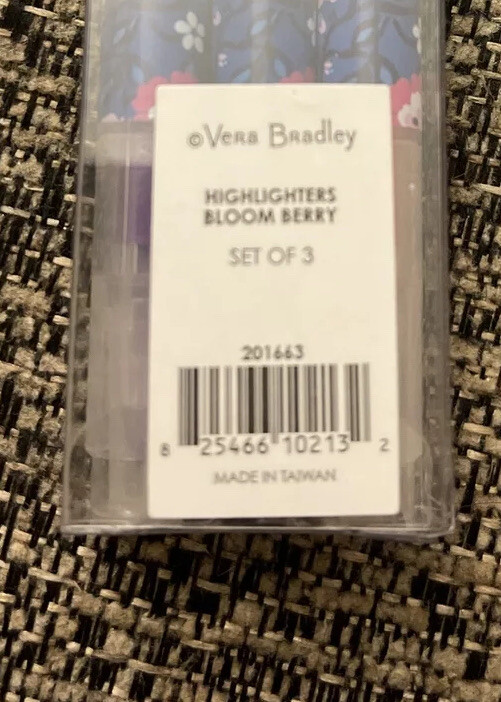 ©Vera Bradley
HIGHLIGHTERS
BLOOM BERRY
SET OF 3
201663
8 25466 10213 2
MADE IN TAIWAN